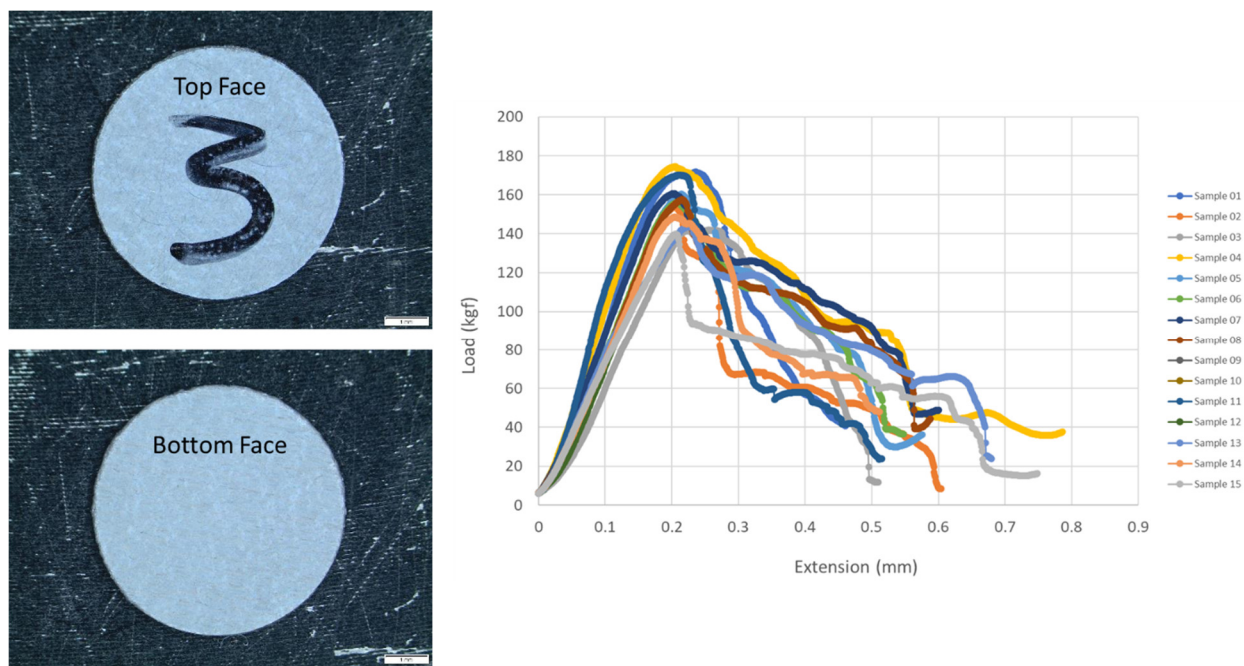 Top Face
3
Bottom Face
200
180
160
140
120
100
80
60
40
20
0
Load (kgf)
0
0.1
0.2
0.3
0.4
0.5
0.6
0.7
0.8
0.9
Extension (mm)
Sample 01
Sample 02
Sample 03
Sample 04
Sample 05
Sample 06
Sample 07
Sample 08
Sample 09
Sample 10
Sample 11
Sample 12
Sample 13
Sample 14
Sample 15